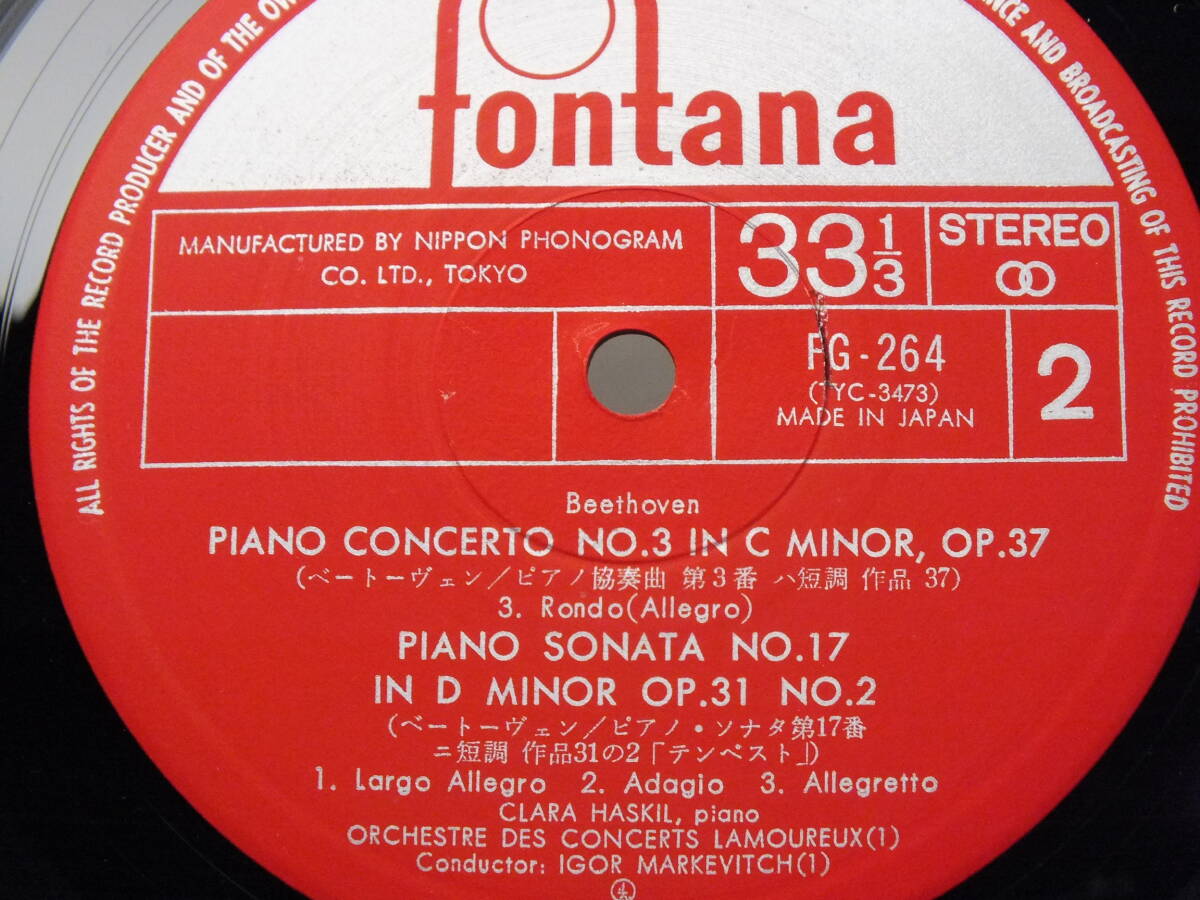 fontana
ALL RIGHTS OF THE RECORD PRODUCER AND OF THE OW
NCE AND BROADCASTING OF THIS RECORD PROHIBITED
MANUFACTURED BY NIPPON PHONOGRAM
CO. LTD., TOKYO
33 1/3
STEREO
FG-264
(TYC-3473)
MADE IN JAPAN
2
Beethoven
PIANO CONCERTO NO.3 IN C MINOR, OP.37
(ベートーヴェン/ピアノ協奏曲 第3番 ハ短調 作品 37)
3. Rondo(Allegro)
PIANO SONATA NO.17
IN D MINOR OP.31 NO.2
(ベートーヴェン/ピアノ・ソナタ第17番
ニ短調 作品31の2「テンペスト」)
1. Largo Allegro 2. Adagio 3. Allegretto
CLARA HASKIL, piano
ORCHESTRE DES CONCERTS LAMOUREUX(1)
Conductor: IGOR MARKEVITCH(1)